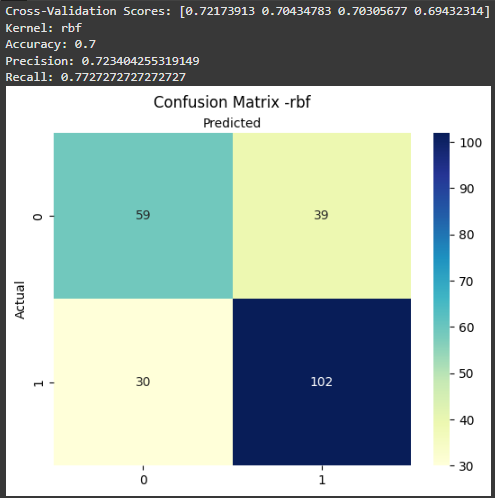 Cross-Validation Scores: [0.72173913 0.70434783 0.70305677 0.69432314]
Kernel: rbf
Accuracy: 0.7
Precision: 0.723404255319149
Recall: 0.7727272727272727
Confusion Matrix -rbf
Predicted
100
59 39
0
90
80
70
Actual
60
50
30 102
1
40
30
0 1